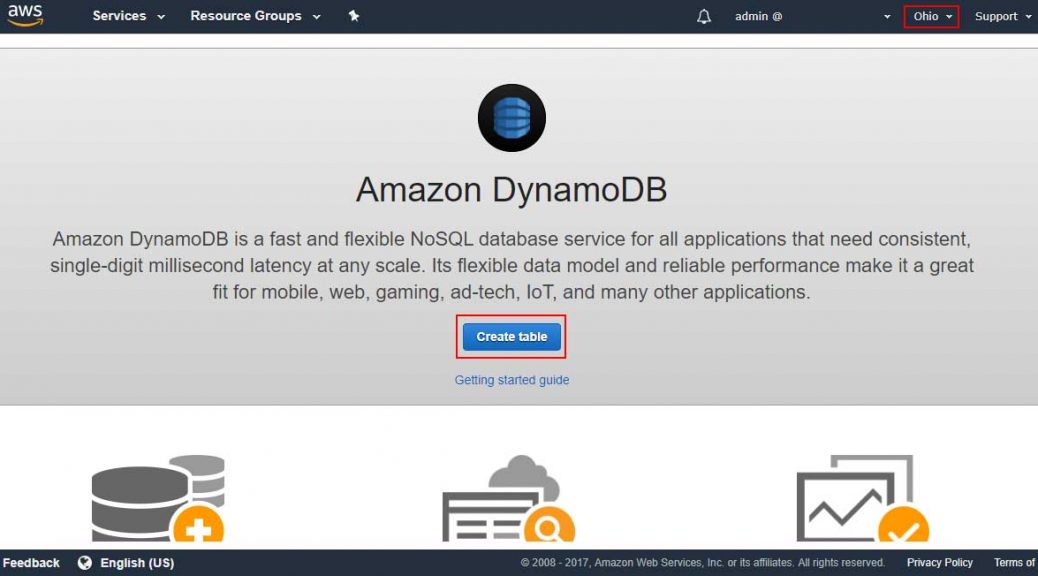 aws Services Resource Groups admin @ Ohio Support
Amazon DynamoDB
Amazon DynamoDB is a fast and flexible NoSQL database service for all applications that need consistent,
single-digit millisecond latency at any scale. Its flexible data model and reliable performance make it a great
fit for mobile, web, gaming, ad-tech, IoT, and many other applications.
Create table
Getting started guide
Feedback English (US) © 2008 - 2017, Amazon Web Services, Inc. or its affiliates. All rights reserved. Privacy Policy Terms of